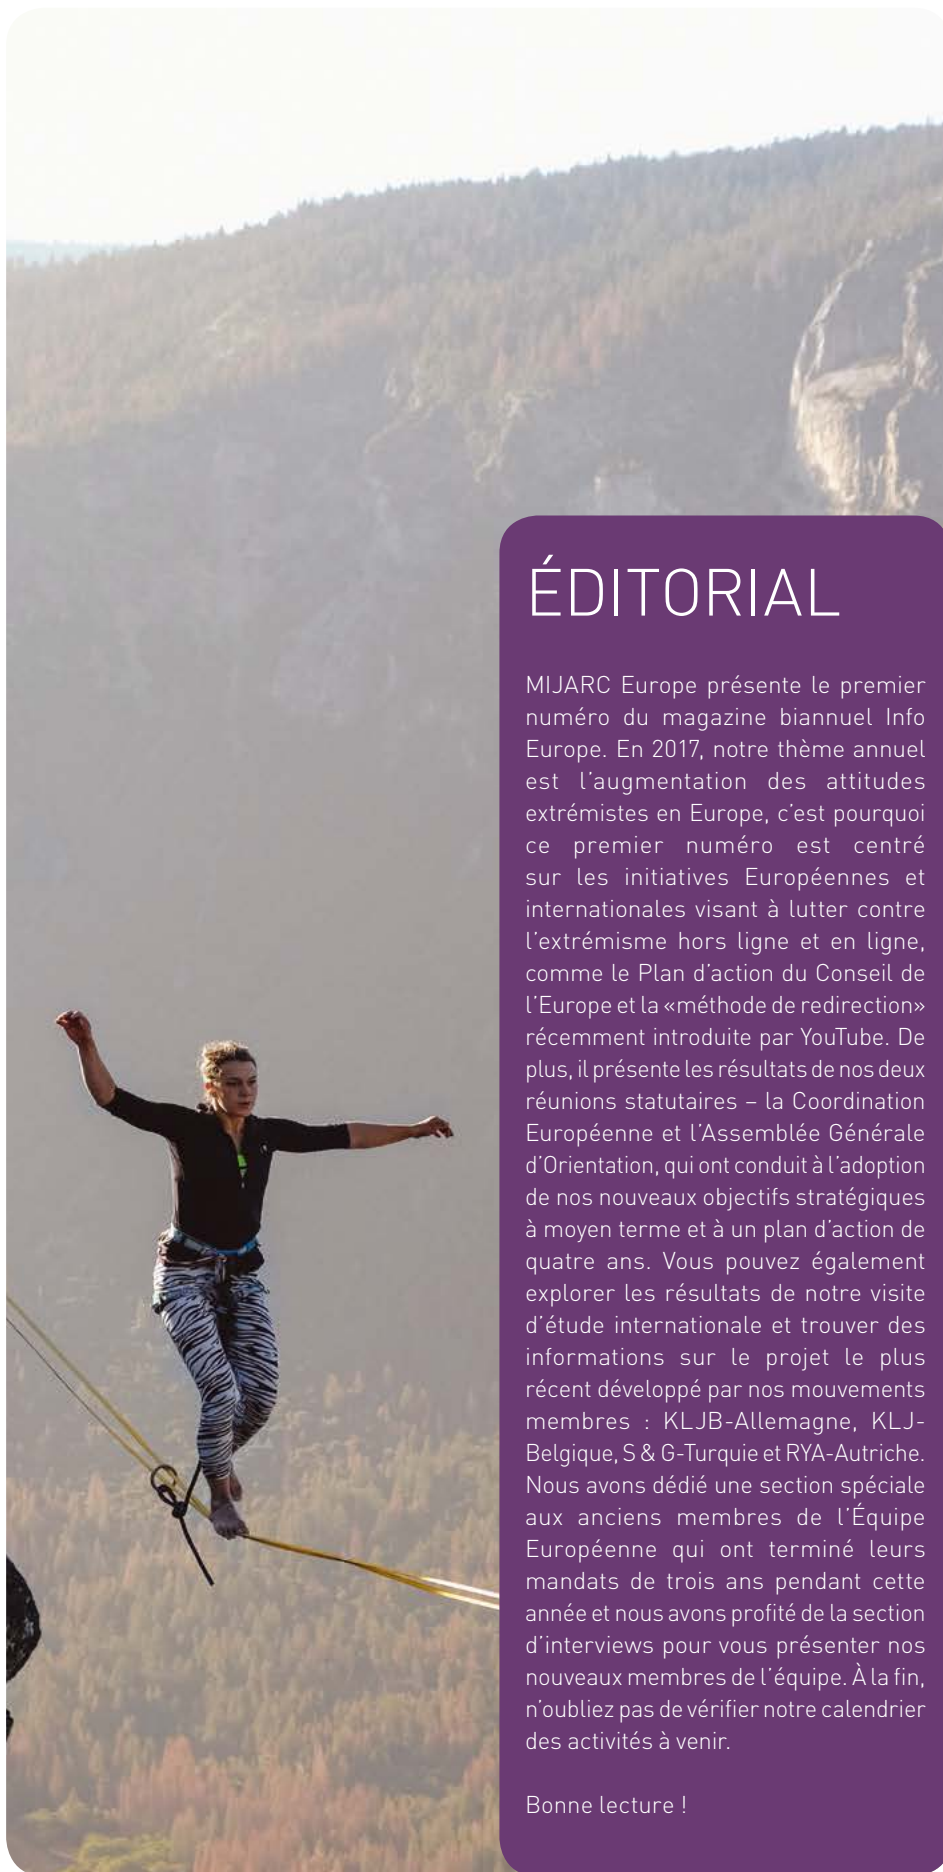 ÉDITORIAL
MIJARC Europe présente le premier
numéro du magazine biannuel Info
Europe. En 2017, notre thème annuel
est l'augmentation des attitudes
extrémistes en Europe, c'est pourquoi
ce premier numéro est centré
sur les initiatives Européennes et
internationales visant à lutter contre
l'extrémisme hors ligne et en ligne,
comme le Plan d'action du Conseil de
l'Europe et la «méthode de redirection»
récemment introduite par YouTube. De
plus, il présente les résultats de nos deux
réunions statutaires – la Coordination
Européenne et l'Assemblée Générale
d'Orientation, qui ont conduit à l'adoption
de nos nouveaux objectifs stratégiques
à moyen terme et à un plan d'action de
quatre ans. Vous pouvez également
explorer les résultats de notre visite
d'étude internationale et trouver des
informations sur le projet le plus
récent développé par nos mouvements
membres : KLJB-Allemagne, KLJ-
Belgique, S & G-Turquie et RYA-Autriche.
Nous avons dédié une section spéciale
aux anciens membres de l'Équipe
Européenne qui ont terminé leurs
mandats de trois ans pendant cette
année et nous avons profité de la section
d'interviews pour vous présenter nos
nouveaux membres de l'équipe. À la fin,
n'oubliez pas de vérifier notre calendrier
des activités à venir.
Bonne lecture !